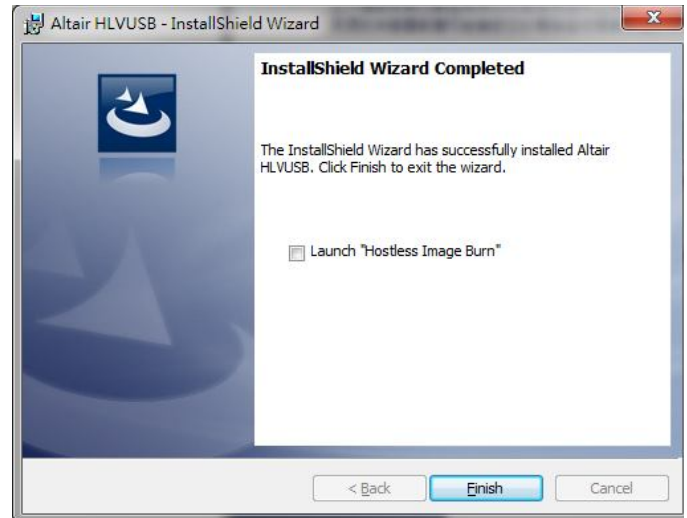 Altair HLVUSB - InstallShield Wizard
InstallShield Wizard Completed
The InstallShield Wizard has successfully installed Altair
HLVUSB. Click Finish to exit the wizard.
Launch "Hostless Image Burn"
< Back
Finish
Cancel